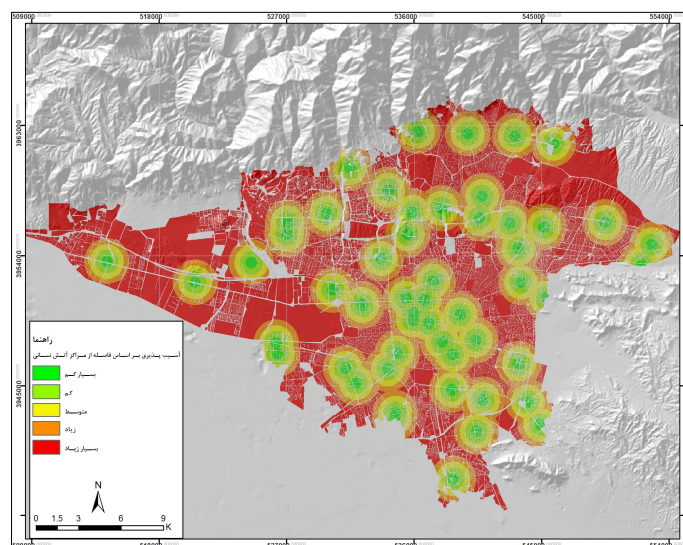 509000 518000 527000 536000 545000 554000
3963000
3954000
3945000
راهنما
آسیب پذیری بر اساس فاصله از مراکز آتش نشانی
بسیار کم
کم
متوسط
زیاد
بسیار زیاد
N
0 1.5 3 6 9
K